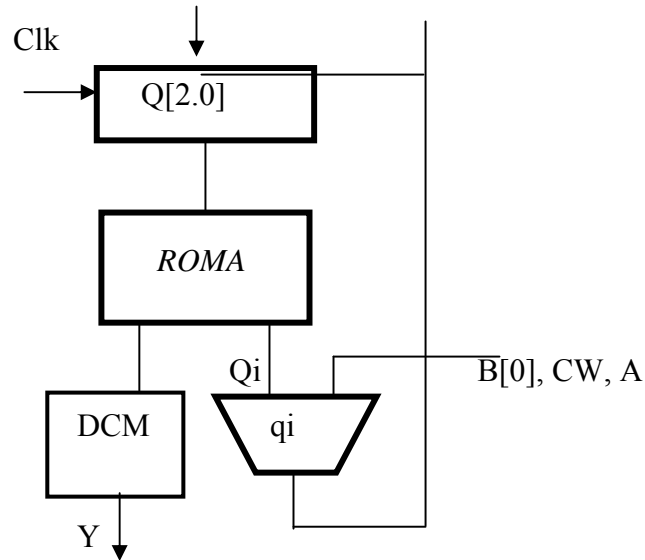 Clk
Q[2.0]
ROMA
Qi
B[0], CW, A
DCM
qi
Y